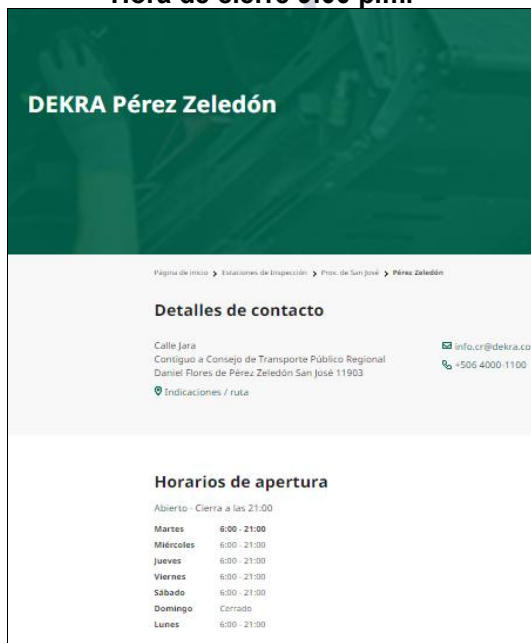 DEKRA Pérez Zeledón
Página de inicio > Estaciones de Inspección > Prov. de San José > Pérez Zeledón
Detalles de contacto
Calle Jara
Contiguo a Consejo de Transporte Público Regional
Daniel Flores de Pérez Zeledón San José 11903
Indicaciones / ruta
info.cr@dekra.co
+506 4000-1100
Horarios de apertura
Abierto - Cierra a las 21:00
Martes 6:00 - 21:00
Miércoles 6:00 - 21:00
Jueves 6:00 - 21:00
Viernes 6:00 - 21:00
Sábado 6:00 - 21:00
Domingo Cerrado
Lunes 6:00 - 21:00